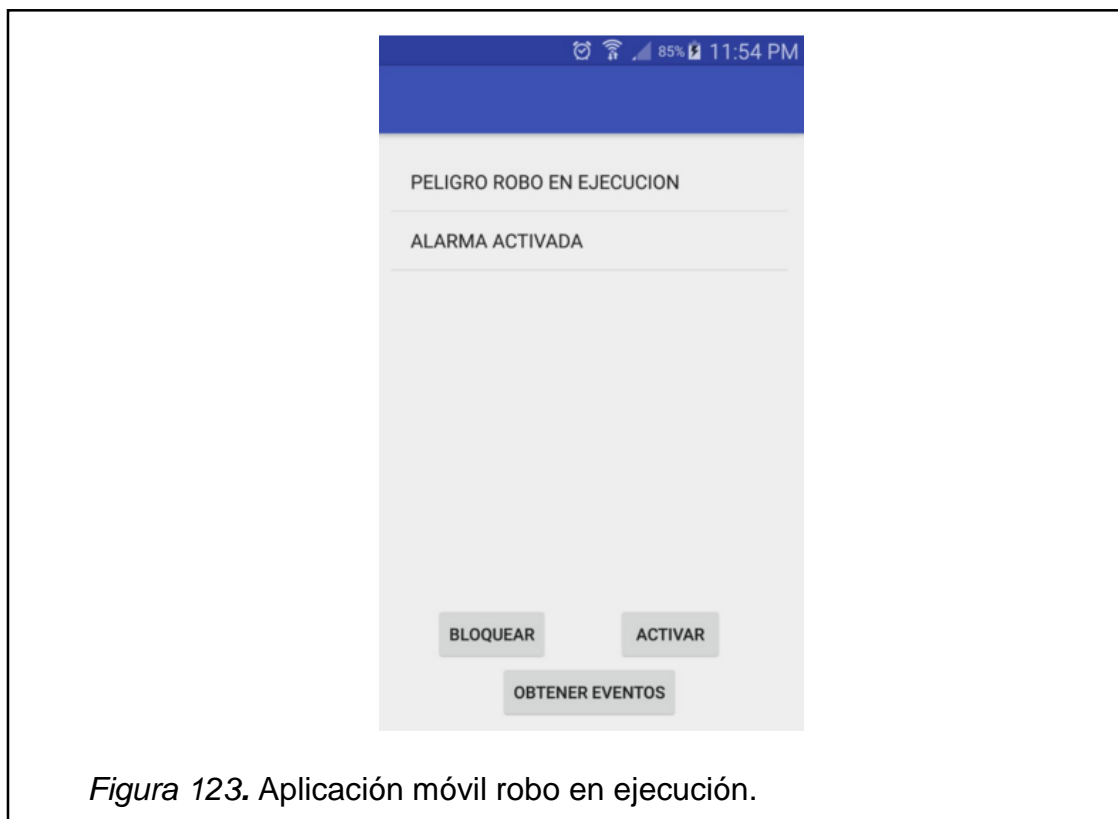 85% 11:54 PM
PELIGRO ROBO EN EJECUCION
ALARMA ACTIVADA
BLOQUEAR ACTIVAR
OBTENER EVENTOS
Figura 123. Aplicación móvil robo en ejecución.